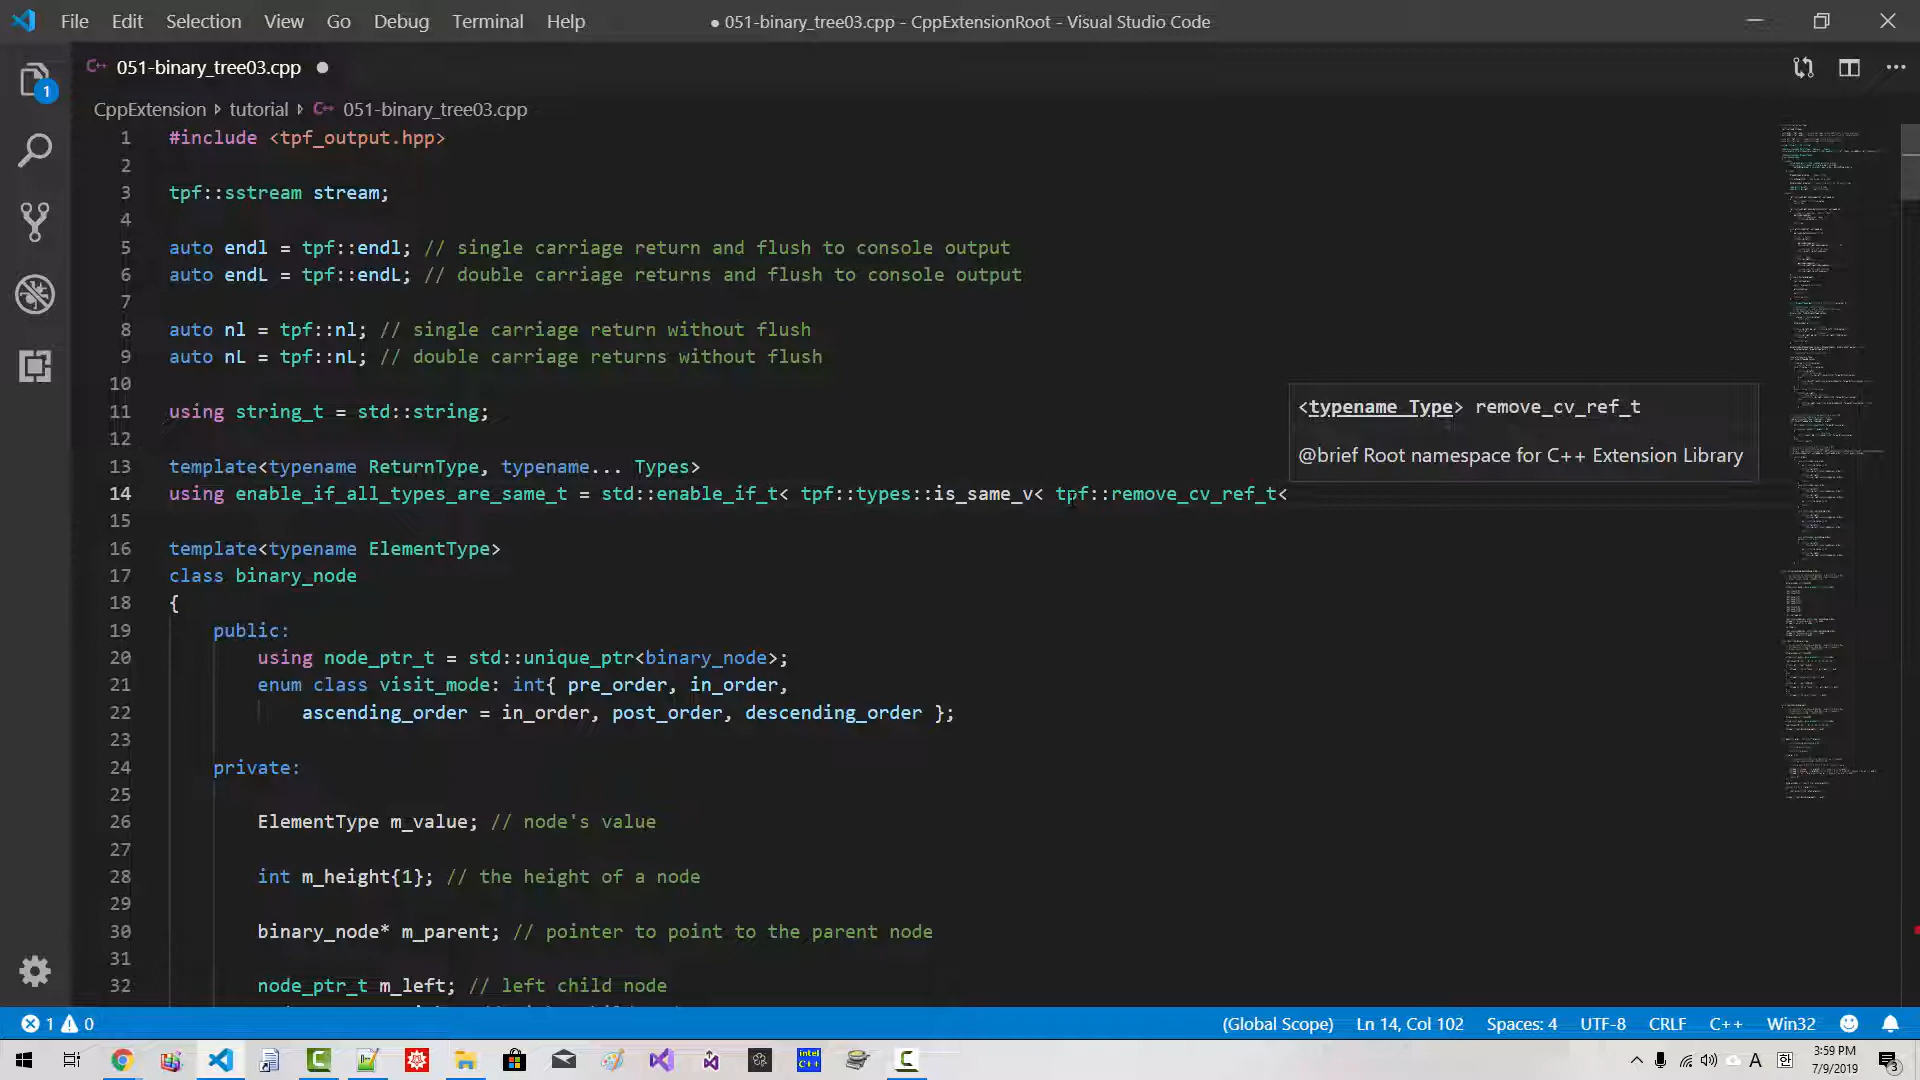 File Edit Selection View Go Debug Terminal Help
● 051-binary_tree03.cpp - CppExtensionRoot - Visual Studio Code
C++ 051-binary_tree03.cpp ●
1
CppExtension tutorial C++ 051-binary_tree03.cpp
1 #include <tpf_output.hpp>
2
3 tpf::sstream stream;
4
5 auto endl = tpf::endl; // single carriage return and flush to console output
6 auto endL = tpf::endL; // double carriage returns and flush to console output
7
8 auto nl = tpf::nl; // single carriage return without flush
9 auto nL = tpf::nL; // double carriage returns without flush
10
11 using string_t = std::string;
12
<typename Type> remove_cv_ref_t
@brief Root namespace for C++ Extension Library
13 template<typename ReturnType, typename... Types>
14 using enable_if_all_types_are_same_t = std::enable_if_t< tpf::types::is_same_v< tpf::remove_cv_ref_t<
15
16 template<typename ElementType>
17 class binary_node
18 {
19 public:
20 using node_ptr_t = std::unique_ptr<binary_node>;
21 enum class visit_mode: int{ pre_order, in_order,
22 ascending_order = in_order, post_order, descending_order };
23
24 private:
25
26 ElementType m_value; // node's value
27
28 int m_height{1}; // the height of a node
29
30 binary_node* m_parent; // pointer to point to the parent node
31
32 node_ptr_t m_left; // left child node
1 0 (Global Scope) Ln 14, Col 102 Spaces: 4 UTF-8 CRLF C++ Win32
intel C++
A 한 3:59 PM
7/9/2019 3